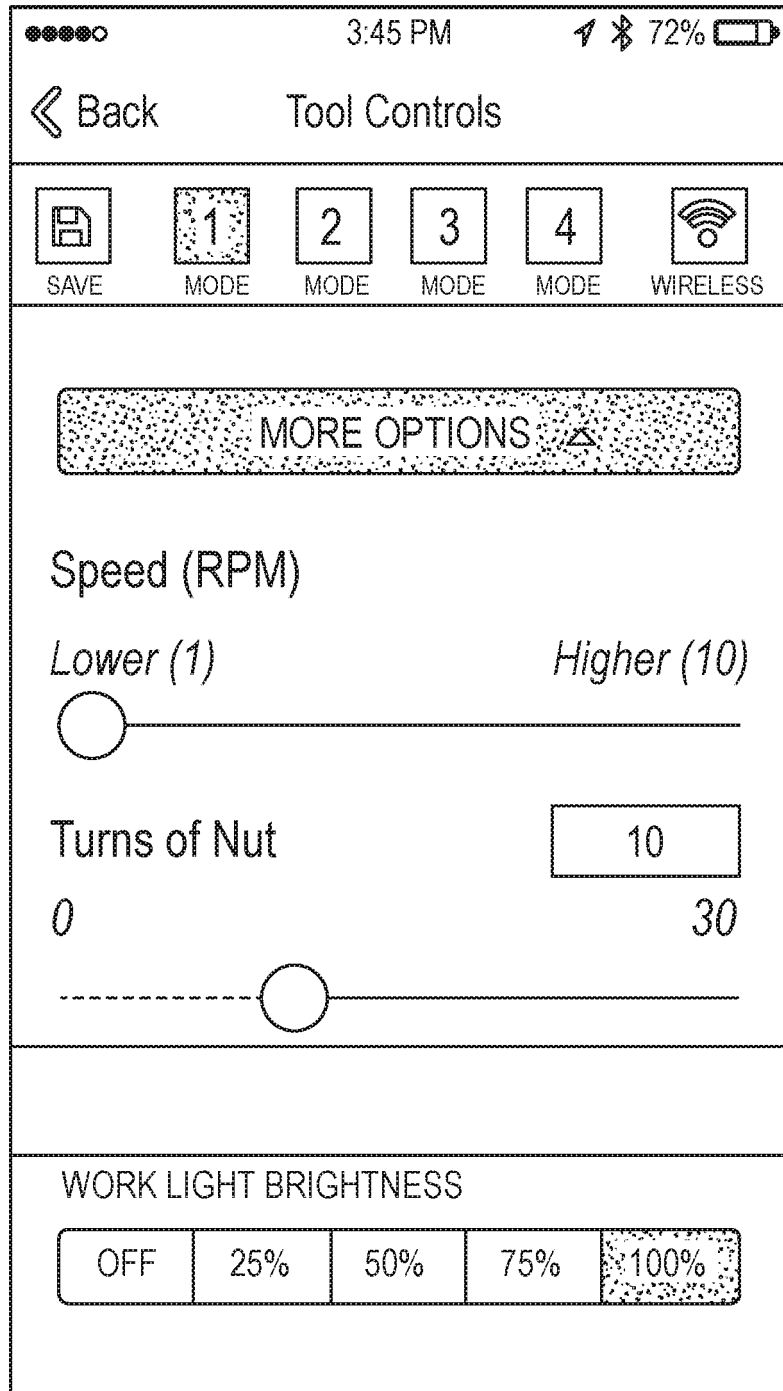 3:45 PM 72%
Back Tool Controls
1 2 3 4
SAVE MODE MODE MODE MODE WIRELESS
MORE OPTIONS
Speed (RPM)
Lower (1) Higher (10)
Turns of Nut 10
0 30
WORK LIGHT BRIGHTNESS
OFF 25% 50% 75% 100%